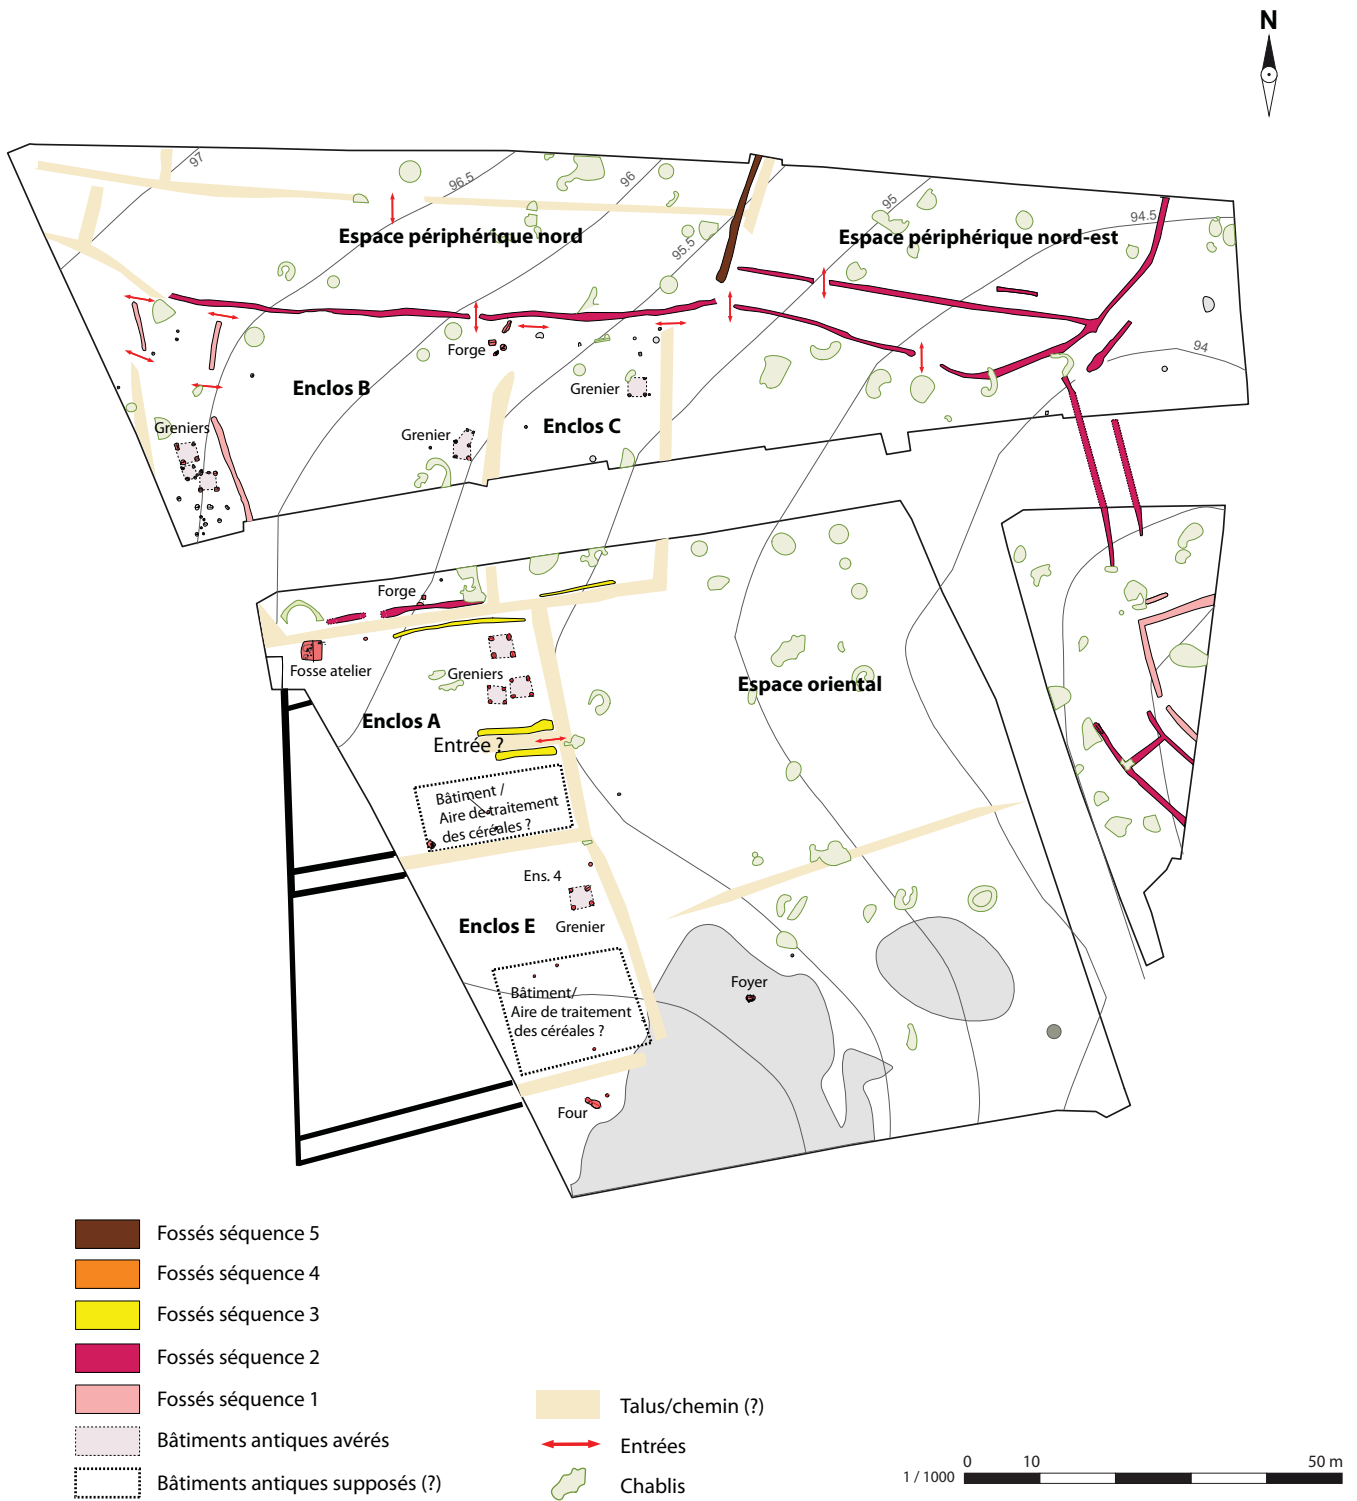 N
97
96.5
96
95.5
95
94.5
94
Espace périphérique nord
Espace périphérique nord-est
Forge
Enclos B
Grenier
Greniers
Grenier
Enclos C
Forge
Fosse atelier
Greniers
Enclos A
Entrée ?
Espace oriental
Bâtiment /
Aire de traitement
des céréales ?
Ens. 4
Enclos E
Grenier
Bâtiment/
Aire de traitement
des céréales ?
Foyer
Four
Fossés séquence 5
Fossés séquence 4
Fossés séquence 3
Fossés séquence 2
Fossés séquence 1
Bâtiments antiques avérés
Bâtiments antiques supposés (?)
Talus/chemin (?)
Entrées
Chablis
0 10 50 m
1 / 1000